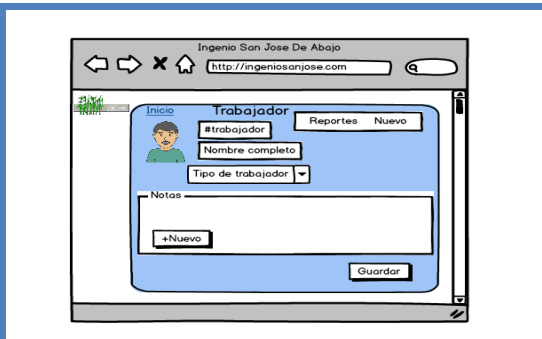 Ingenio San Jose De Abajo
http://ingeniosanjose.com
Inicio
Trabajador
Reportes Nuevo
#trabajador
Nombre completo
Tipo de trabajador
Notas
+Nuevo
Guardar